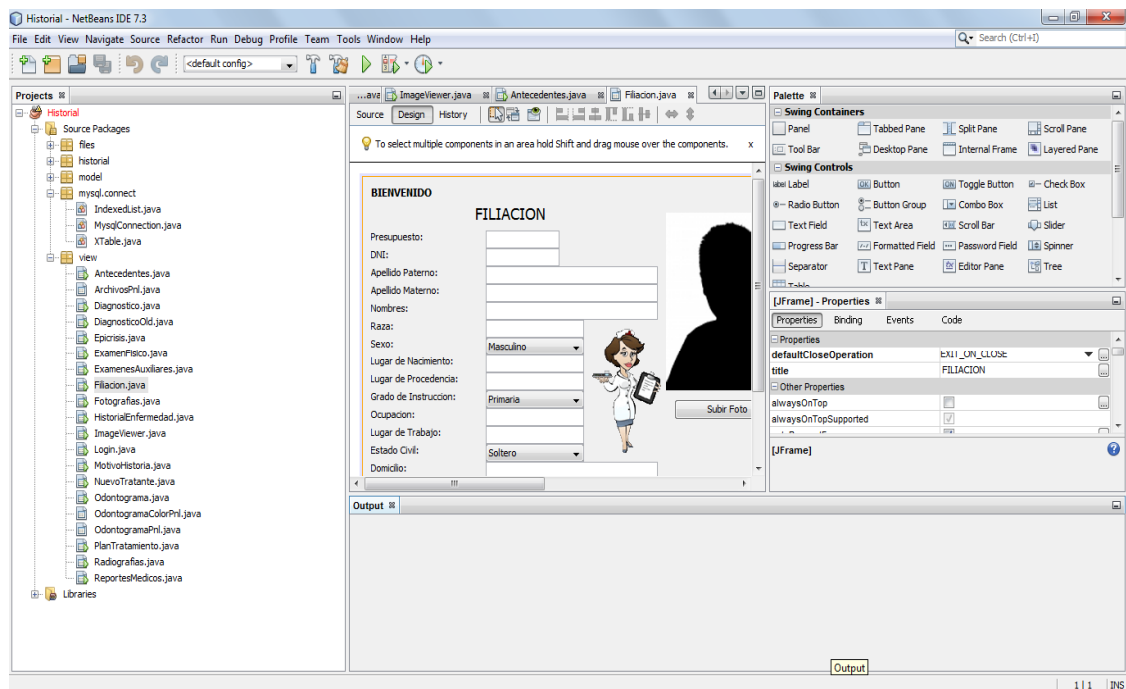 Historial - NetBeans IDE 7.3
File Edit View Navigate Source Refactor Run Debug Profile Team Tools Window Help
Search (Ctrl+I)
<default config>
Projects
Historial
Source Packages
files
historial
model
mysql.connect
IndexedList.java
MysqlConnection.java
XTable.java
view
Antecedentes.java
ArchivosPnl.java
Diagnostico.java
DiagnosticoOld.java
Epicrisis.java
ExamenFisico.java
ExamenesAuxiliares.java
Filiacion.java
Fotografias.java
HistorialEnfermedad.java
ImageViewer.java
Login.java
MotivoHistoria.java
NuevoTratante.java
Odontograma.java
OdontogramaColorPnl.java
OdontogramaPnl.java
PlanTratamiento.java
Radiografias.java
ReportesMedicos.java
Libraries
...ava ImageViewer.java Antecedentes.java Filiacion.java
Source Design History
To select multiple components in an area hold Shift and drag mouse over the components. x
BIENVENIDO
FILIACION
Presupuesto:
DNI:
Apellido Paterno:
Apellido Materno:
Nombres:
Raza:
Sexo: Masculino
Lugar de Nacimiento:
Lugar de Procedencia:
Grado de Instruccion: Primaria
Ocupacion:
Lugar de Trabajo:
Estado Civil: Soltero
Domicilio:
Subir Foto
Palette
Swing Containers
Panel Tabbed Pane Split Pane Scroll Pane
Tool Bar Desktop Pane Internal Frame Layered Pane
Swing Controls
label Label OK Button ON Toggle Button Check Box
Radio Button Button Group Combo Box List
Text Field Text Area Scroll Bar Slider
Progress Bar Formatted Field Password Field Spinner
Separator T Text Pane Editor Pane Tree
Table
[JFrame] - Properties
Properties Binding Events Code
Properties
defaultCloseOperation EXIT_ON_CLOSE
title FILIACION
Other Properties
alwaysOnTop
alwaysOnTopSupported
[JFrame]
Output
Output
1|1 INS